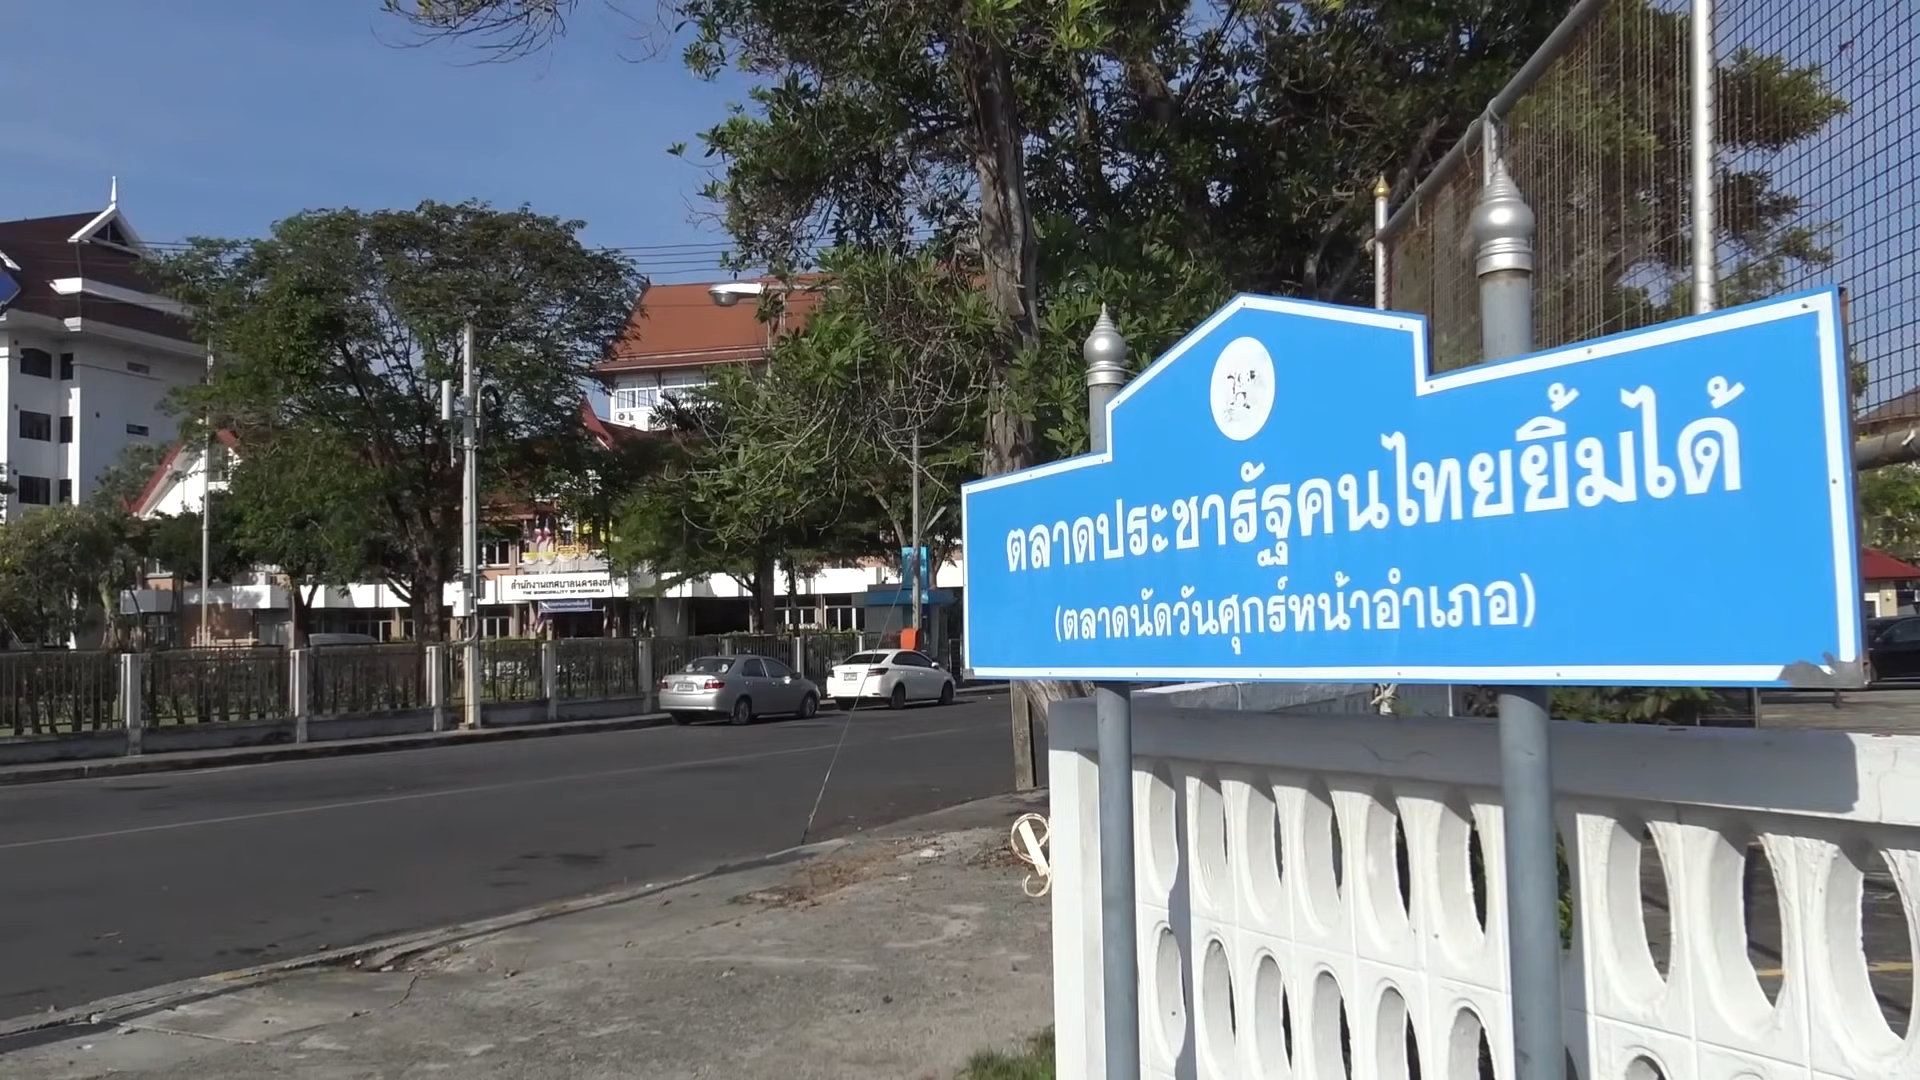 ตลาดประชารัฐคนไทยยิ้มได้
(ตลาดนัดวันศุกร์หน้าอำเภอ)
สำนักงานเทศบาลนครสงขลา
THE MUNICIPALITY OF SONGKHLA